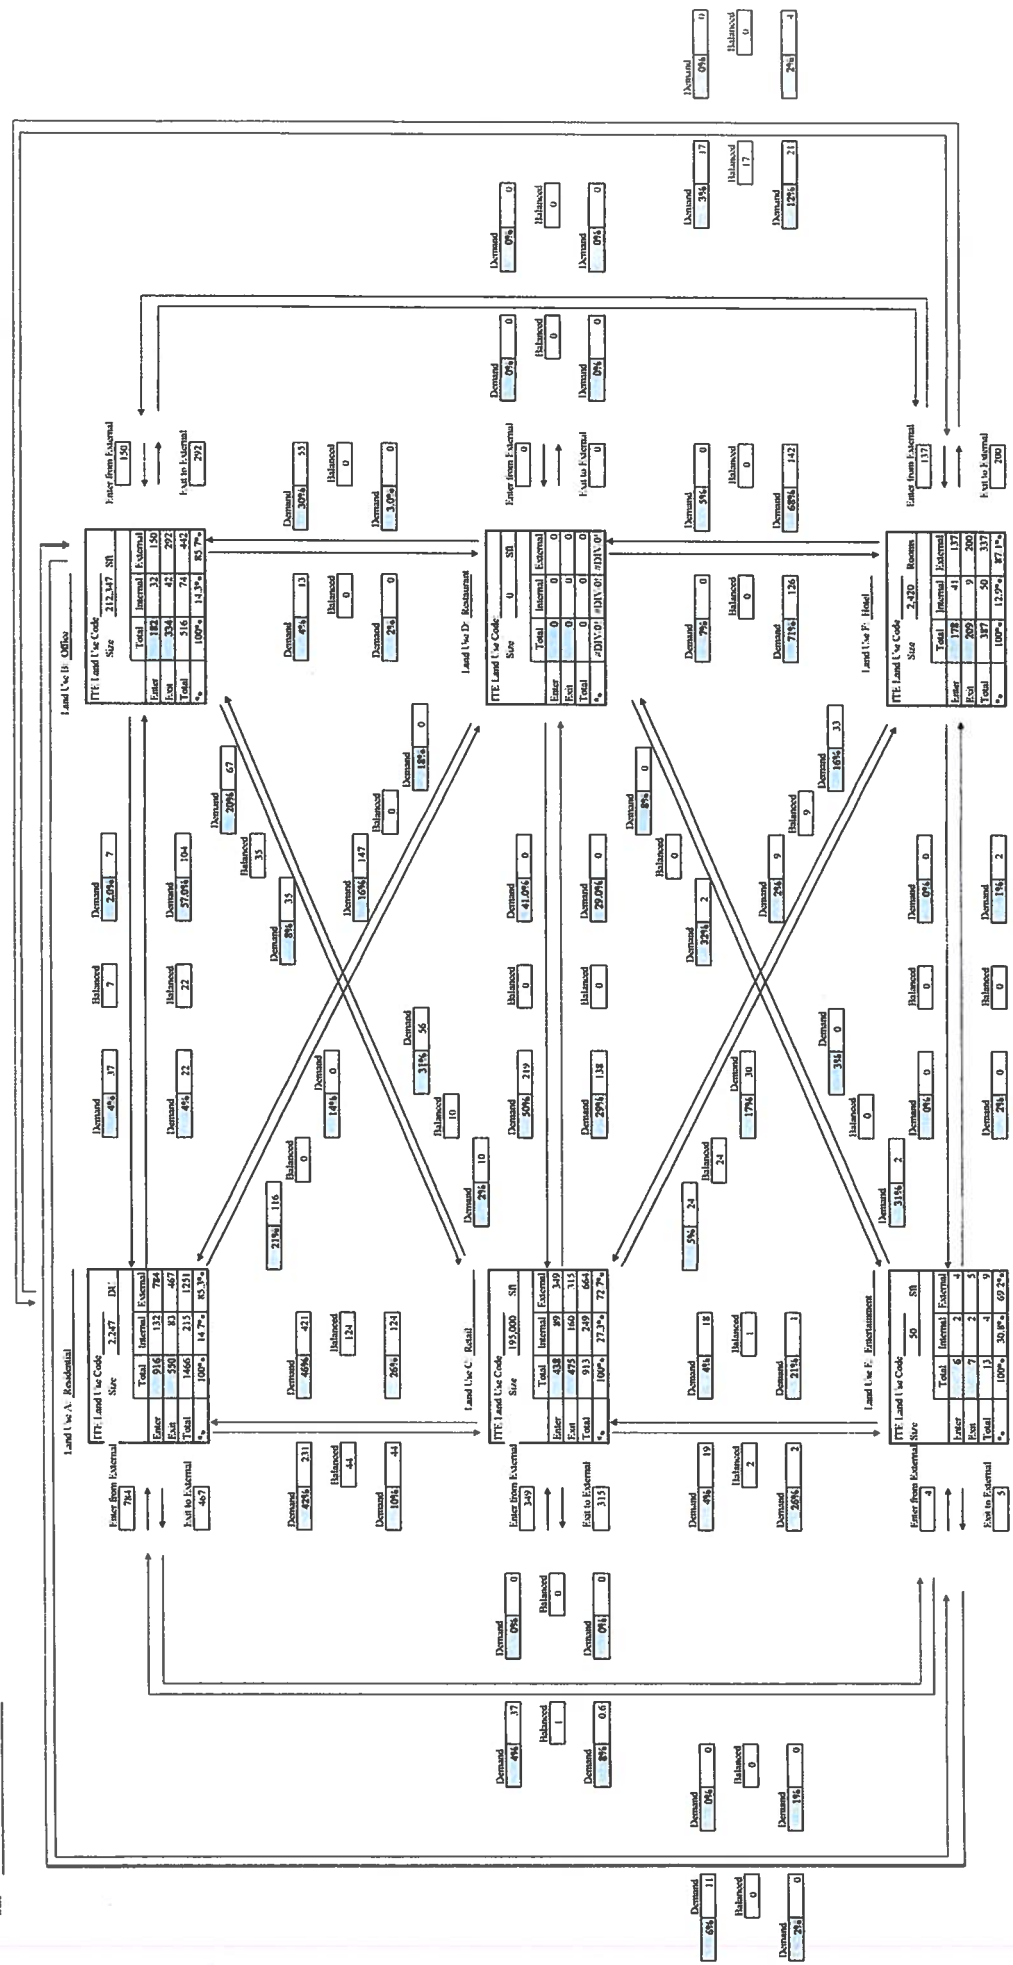 Land Use A: Residential
ITE Land Use Code
Size 2,247 DU
Total Internal External
Enter 916 132 784
Exit 550 83 467
Total 1466 215 1251
% 100% 14.7% 85.3%
Enter from External
784
Exit to External
467
Demand
4% 37
Balanced
7
Demand
2.0% 7
Demand
4% 22
Balanced
22
Demand
57.0% 104
Land Use B: Office
ITE Land Use Code
Size 212,347 Sft
Total Internal External
Enter 182 32 150
Exit 334 42 292
Total 516 74 442
% 100% 14.3% 85.7%
Enter from External
150
Exit to External
292
Demand
42% 231
Balanced
44
Demand
10% 44
Demand
46% 421
Balanced
124
Demand
26% 124
21% 116
Balanced
0
Demand
14% 0
Demand
2% 10
Balanced
10
Demand
31% 56
Demand
8% 35
Balanced
35
Demand
20% 67
Demand
16% 147
Balanced
0
Demand
18% 0
Demand
4% 13
Balanced
0
Demand
2% 0
Demand
30% 55
Balanced
0
Demand
3.0% 0
Land Use C: Retail
ITE Land Use Code
Size 195,000 Sft
Total Internal External
Enter 438 89 349
Exit 475 160 315
Total 913 249 664
% 100% 27.3% 72.7%
Enter from External
349
Exit to External
315
Demand
4% 37
Balanced
1
Demand
8% 0.6
Demand
0% 0
Balanced
0
Demand
0% 0
Demand
50% 219
Balanced
0
Demand
41.0% 0
Demand
29% 138
Balanced
0
Demand
29.0% 0
Land Use D: Restaurant
ITE Land Use Code
Size 0 Sft
Total Internal External
Enter 0 0 0
Exit 0 0 0
Total 0 0 0
% #DIV/0! #DIV/0! #DIV/0!
Enter from External
0
Exit to External
0
Demand
0% 0
Balanced
0
Demand
0% 0
Demand
0% 0
Balanced
0
Demand
0% 0
6% 11
Demand
Balanced
0
Demand
2% 0
Demand
0% 0
Balanced
0
Demand
1% 0
Demand
4% 19
Balanced
2
Demand
26% 2
Demand
4% 18
Balanced
1
Demand
21% 1
5% 24
Balanced
24
Demand
17% 30
Demand
31% 2
Balanced
0
Demand
3% 0
Demand
32% 2
Balanced
0
Demand
8% 0
Demand
2% 9
Balanced
9
Demand
16% 33
Demand
7% 0
Balanced
0
Demand
71% 126
Demand
5% 0
Balanced
0
Demand
68% 142
Demand
3% 17
Balanced
17
Demand
12% 21
Demand
0% 0
Balanced
0
2% 4
Land Use E: Entertainment
ITE Land Use Code
Size 50 Sft
Total Internal External
Enter 6 2 4
Exit 7 2 5
Total 13 4 9
% 100% 30.8% 69.2%
Enter from External
4
Exit to External
5
Demand
0% 0
Balanced
0
Demand
0% 0
Demand
2% 0
Balanced
0
Demand
1% 2
Land Use F: Hotel
ITE Land Use Code
Size 2,420 Rooms
Total Internal External
Enter 178 41 137
Exit 209 9 200
Total 387 50 337
% 100% 12.9% 87.1%
Enter from External
137
Exit to External
200